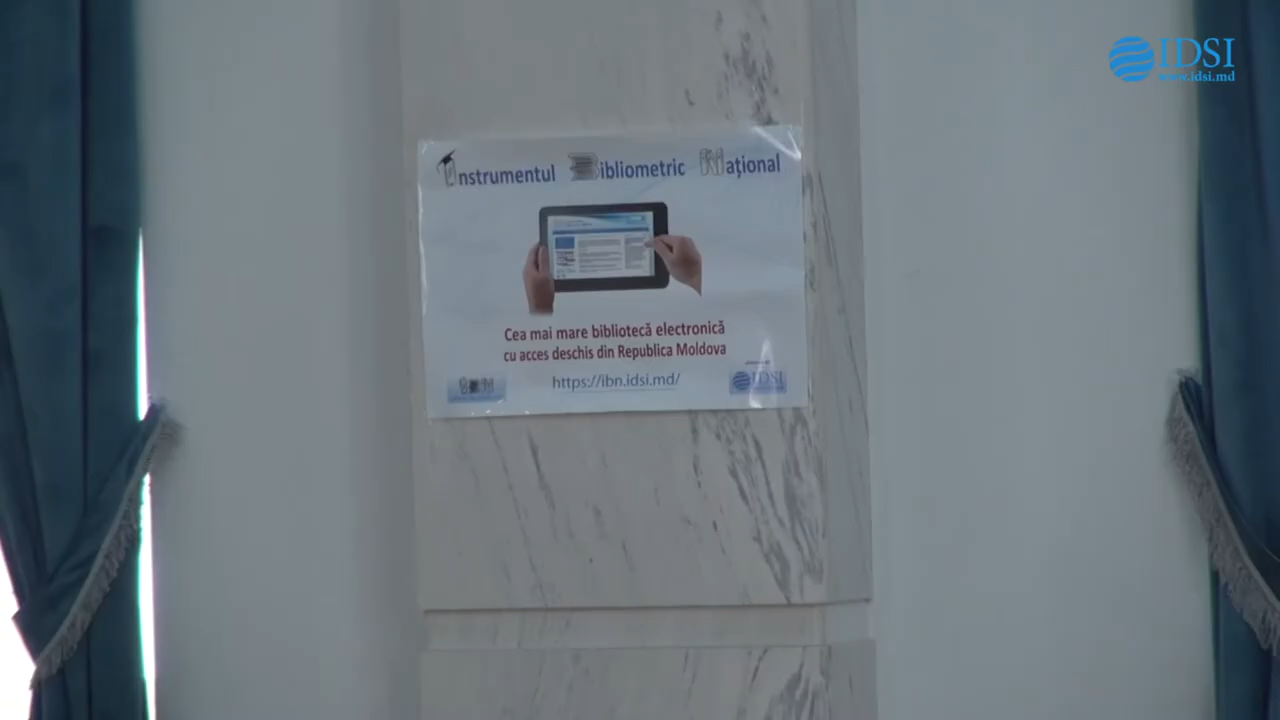 IDSI
www.idsi.md
Instrumentul Bibliometric Național
Cea mai mare bibliotecă electronică
cu acces deschis din Republica Moldova
https://ibn.idsi.md/
IDSI